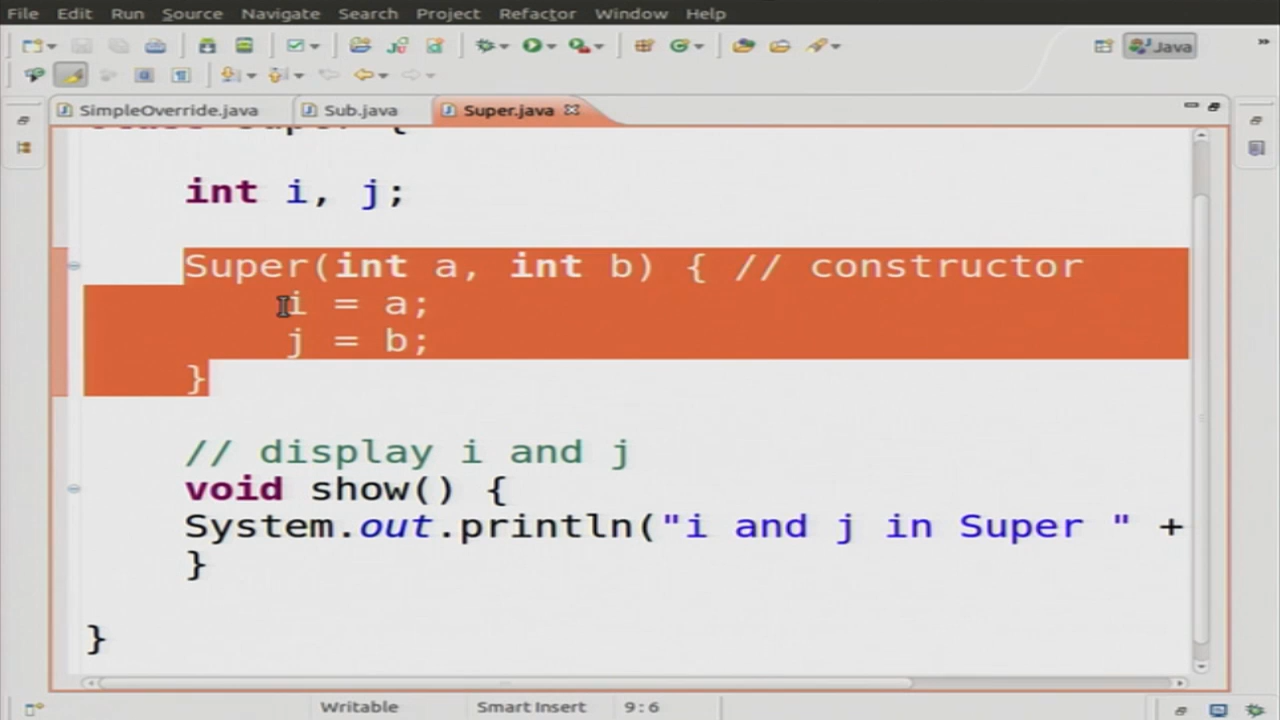 File Edit Run Source Navigate Search Project Refactor Window Help
Java
SimpleOverride.java Sub.java Super.java
int i, j;
Super(int a, int b) { // constructor
i = a;
j = b;
}
// display i and j
void show() {
System.out.println("i and j in Super " +
}
}
Writable Smart Insert 9:6